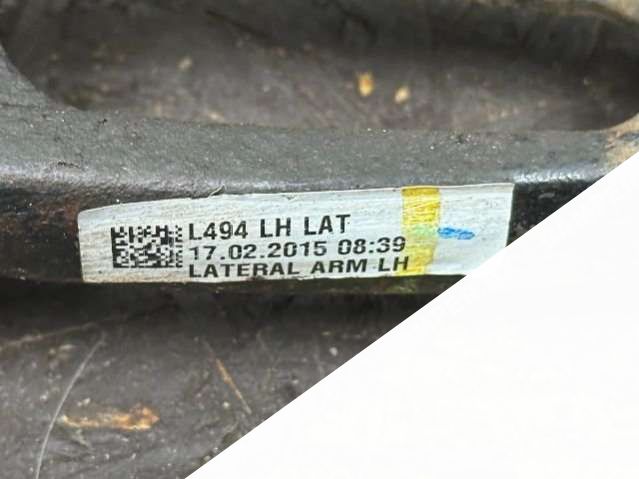 L494 LH LAT
17.02.2015 08:39
LATERAL ARM LH